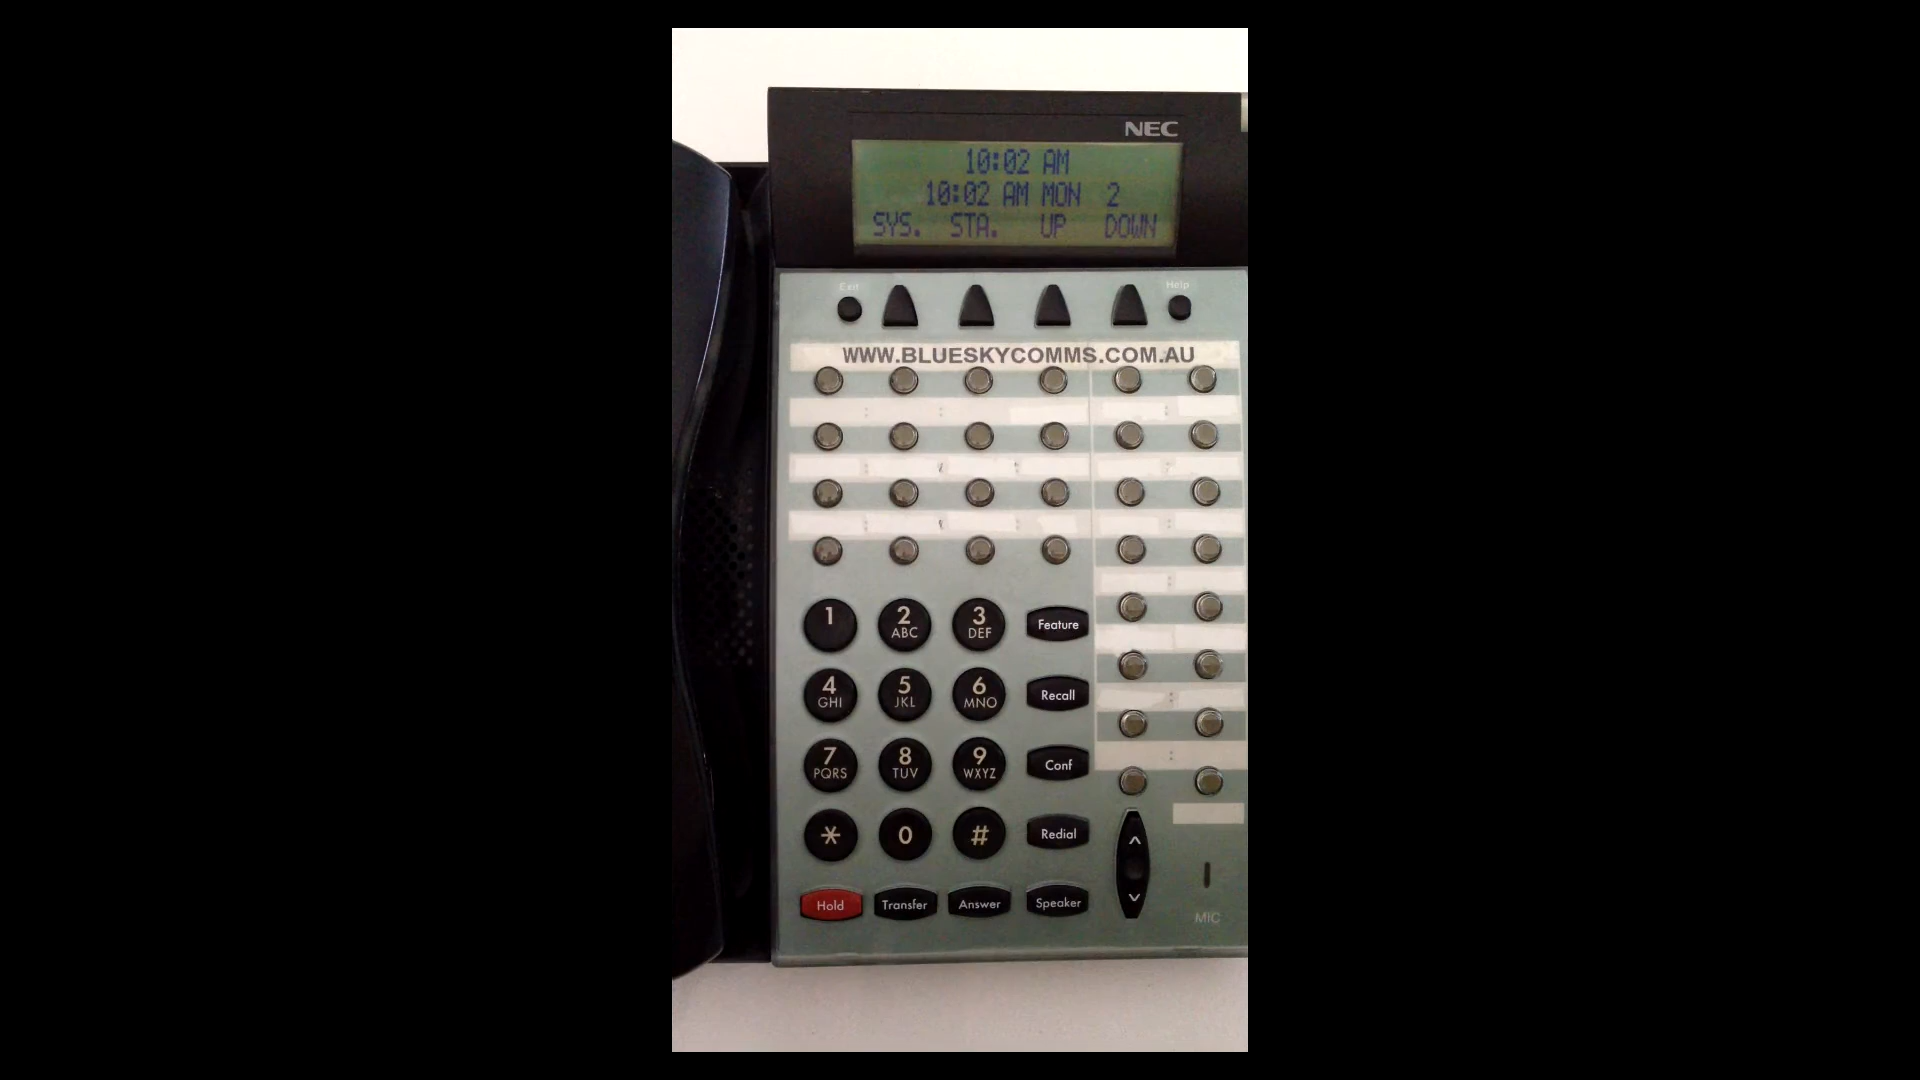 NEC
10:02 AM
10:02 AM MON 2
SYS. STA. UP DOWN
Exit Help
WWW.BLUESKYCOMMS.COM.AU
1 2 ABC 3 DEF Feature
4 GHI 5 JKL 6 MNO Recall
7 PQRS 8 TUV 9 WXYZ Conf
* 0 # Redial
Hold Transfer Answer Speaker
MIC